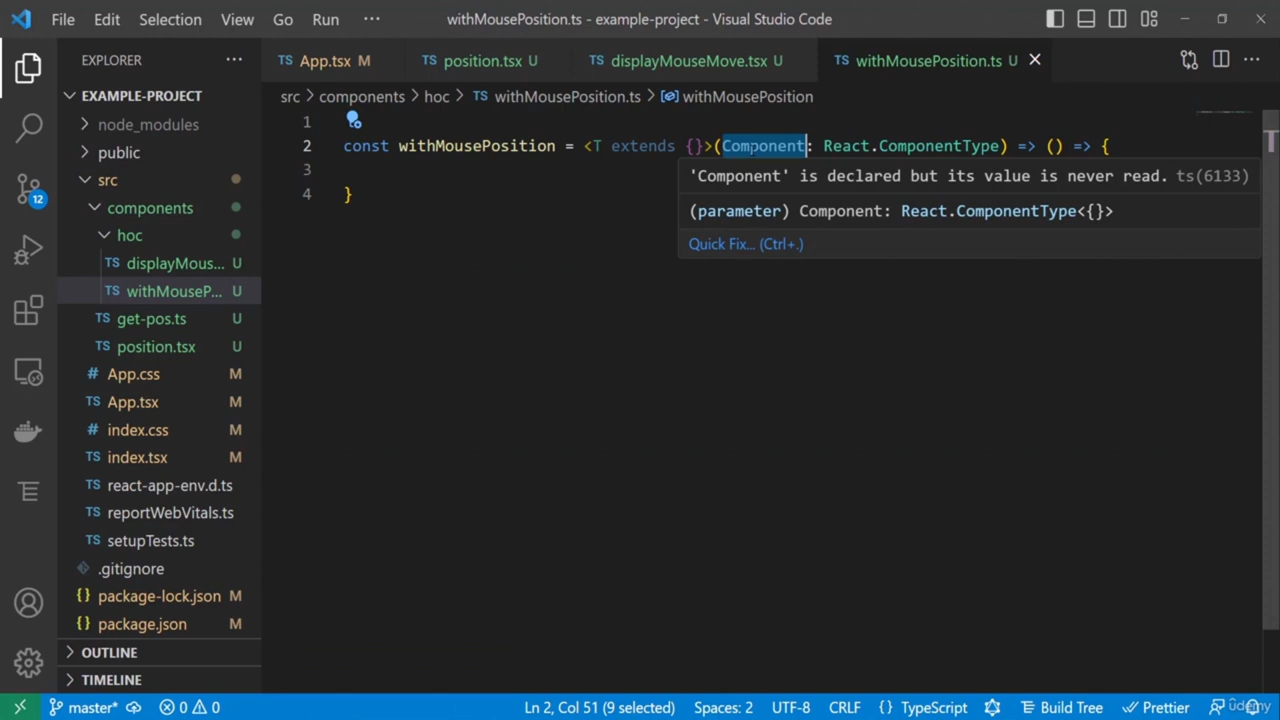 File Edit Selection View Go Run ··· withMousePosition.ts - example-project - Visual Studio Code
EXPLORER ···
TS App.tsx M
TS position.tsx U
TS displayMouseMove.tsx U
TS withMousePosition.ts U
EXAMPLE-PROJECT
src > components > hoc > TS withMousePosition.ts > withMousePosition
node_modules
public
src
components
hoc
TS displayMous... U
TS withMouseP... U
TS get-pos.ts U
TS position.tsx U
# App.css M
TS App.tsx M
# index.css M
TS index.tsx M
TS react-app-env.d.ts
TS reportWebVitals.ts
TS setupTests.ts
.gitignore
{} package-lock.json M
{} package.json M
OUTLINE
TIMELINE
12
1
2 const withMousePosition = <T extends {}>(Component: React.ComponentType) => () => {
3
4 }
'Component' is declared but its value is never read. ts(6133)
(parameter) Component: React.ComponentType<{}>
Quick Fix... (Ctrl+.)
master* 0 0 Ln 2, Col 51 (9 selected) Spaces: 2 UTF-8 CRLF {} TypeScript Build Tree Prettier
ûdemy